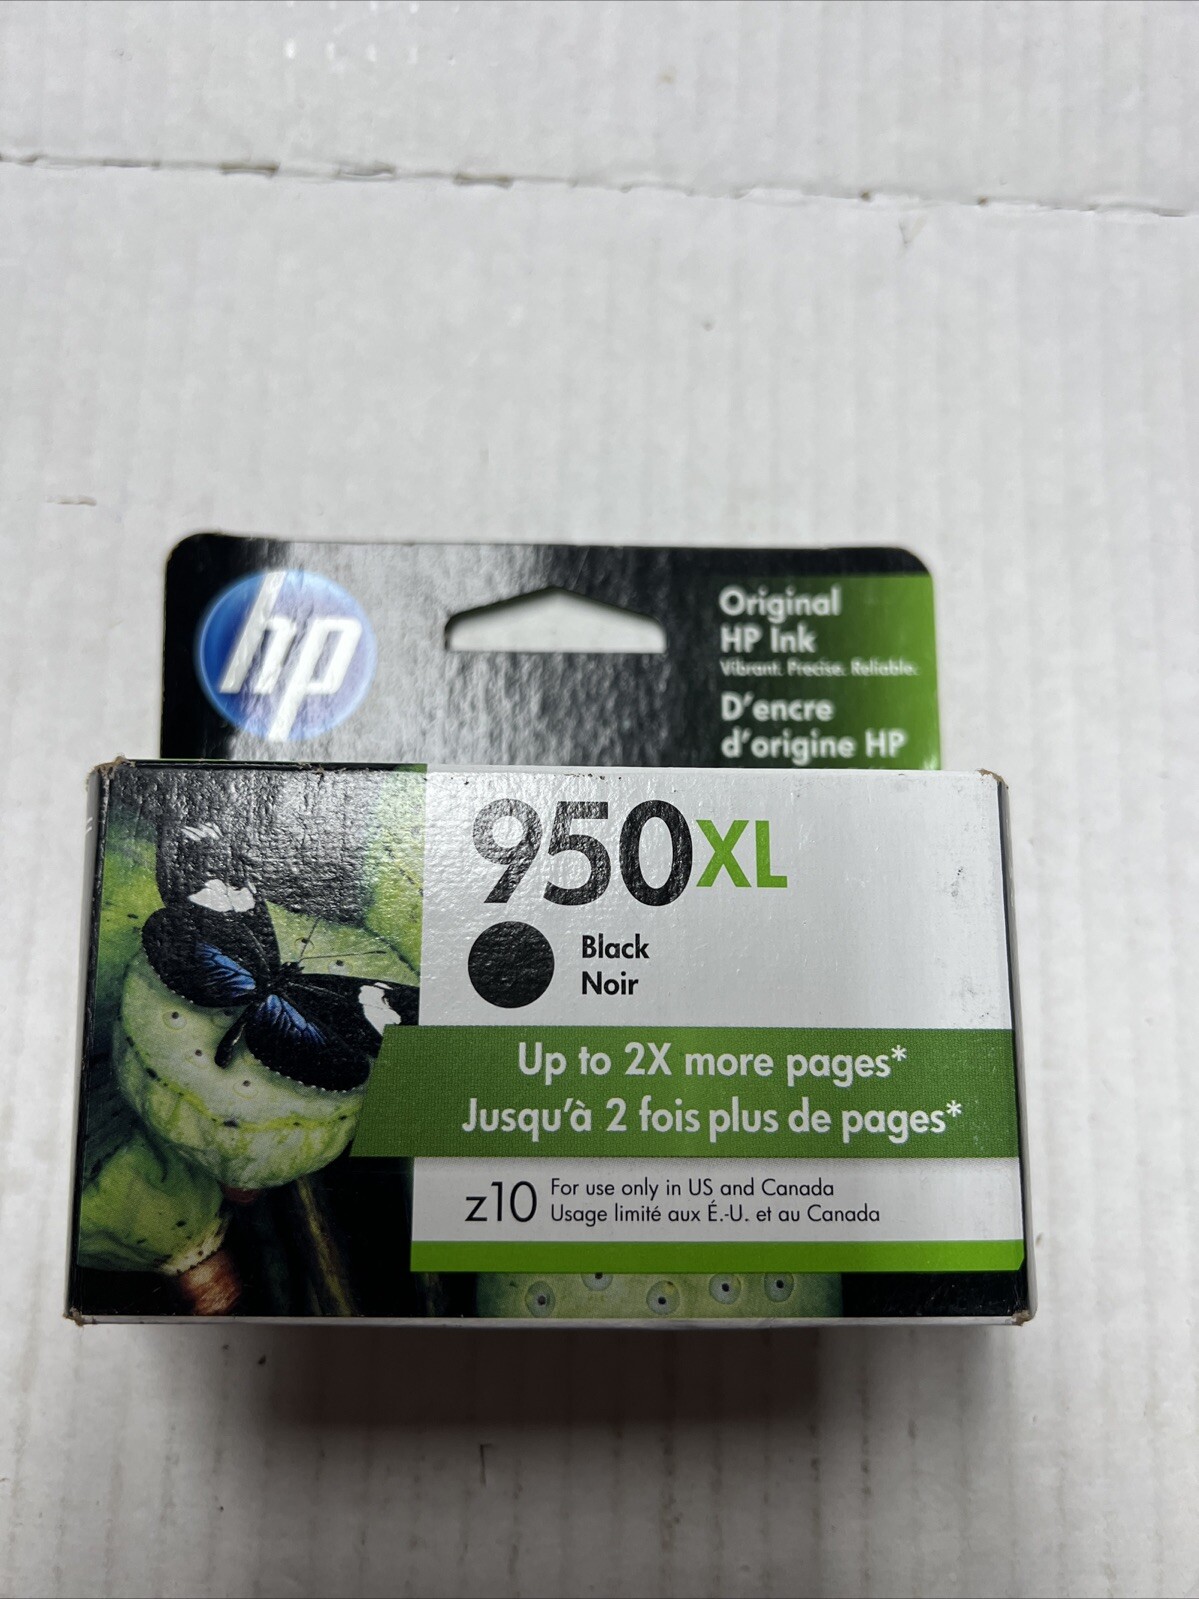 hp
Original
HP Ink
Vibrant. Precise. Reliable.
D'encre
d'origine HP
950XL
Black
Noir
Up to 2X more pages*
Jusqu'à 2 fois plus de pages*
z10
For use only in US and Canada
Usage limité aux É.-U. et au Canada